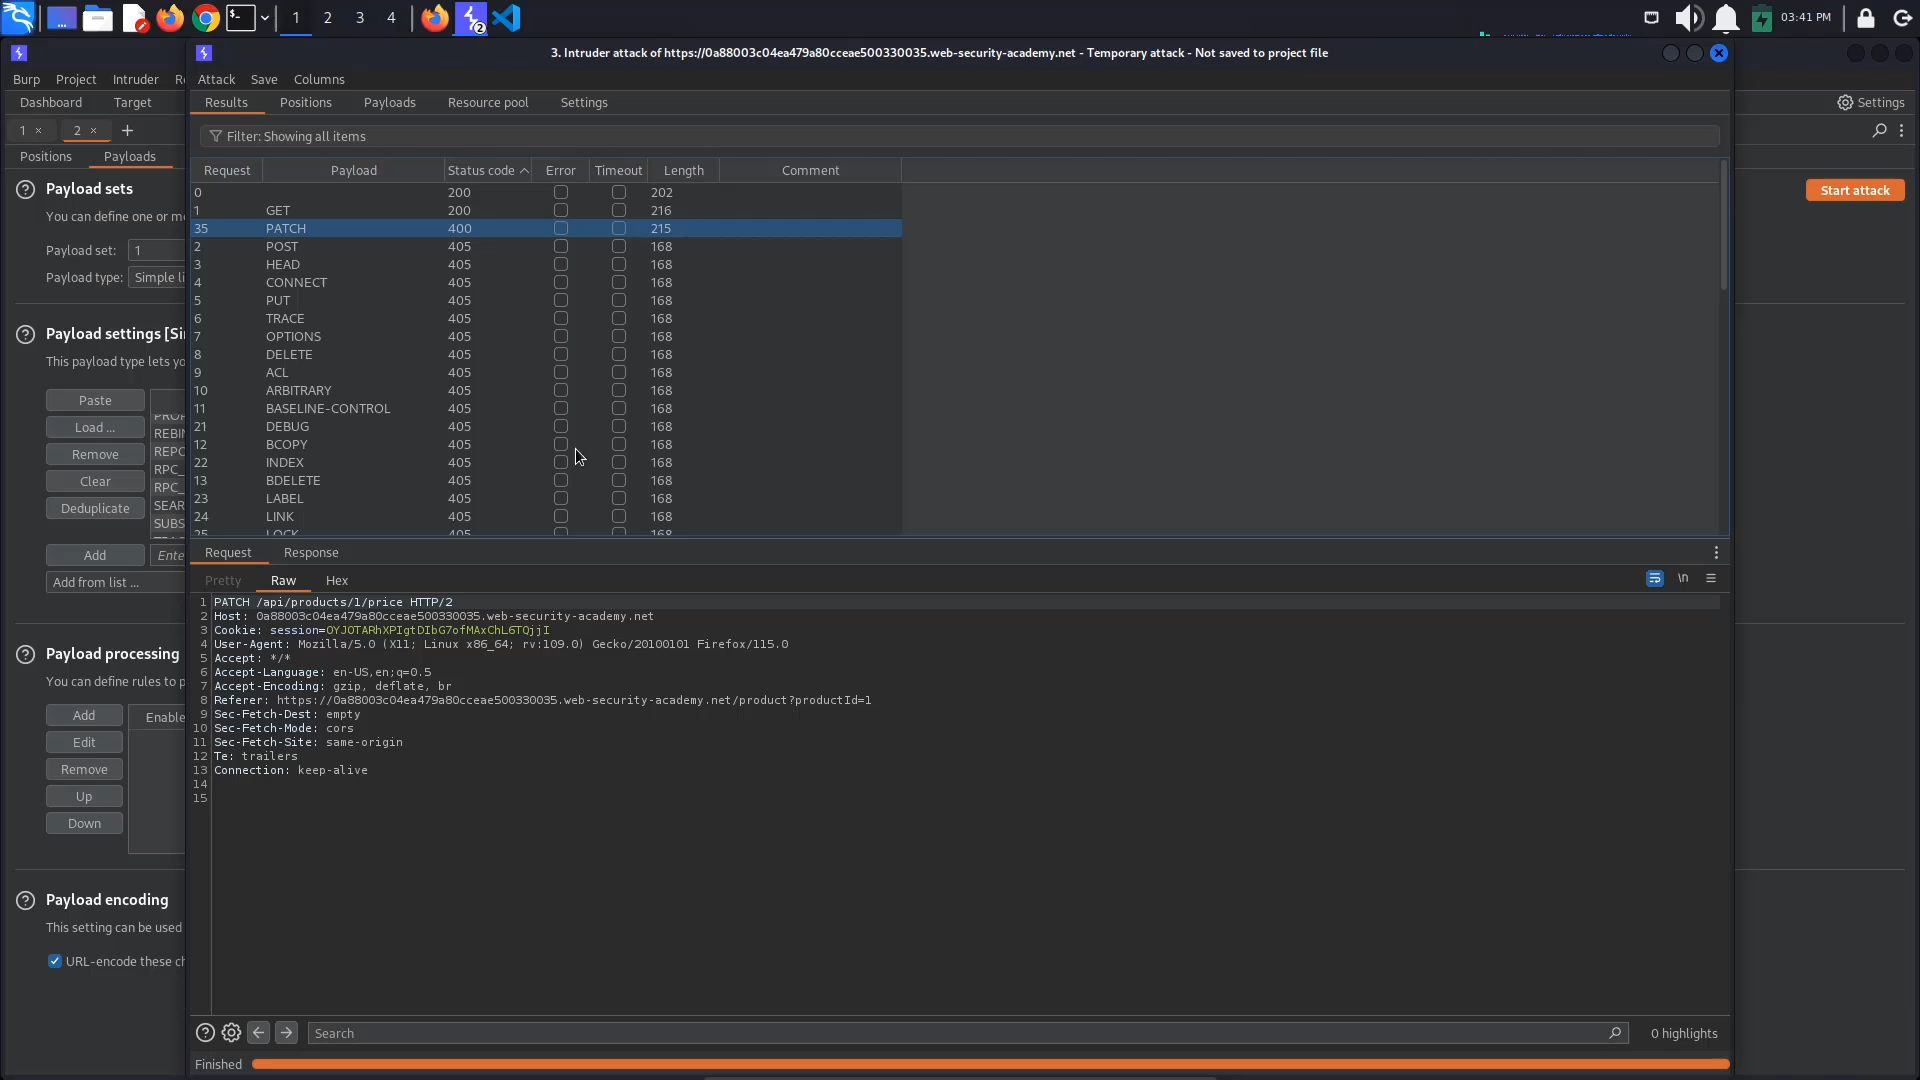 1 2 3 4 2 03:41 PM
3. Intruder attack of https://0a88003c04ea479a80cceae500330035.web-security-academy.net - Temporary attack - Not saved to project file
Burp Project Intruder
Attack Save Columns
Dashboard Target
Results Positions Payloads Resource pool Settings
Settings
1 × 2 × +
Filter: Showing all items
Positions Payloads
Request Payload Status code Error Timeout Length Comment
0 200 202
1 GET 200 216
35 PATCH 400 215
2 POST 405 168
3 HEAD 405 168
4 CONNECT 405 168
5 PUT 405 168
6 TRACE 405 168
7 OPTIONS 405 168
8 DELETE 405 168
9 ACL 405 168
10 ARBITRARY 405 168
11 BASELINE-CONTROL 405 168
21 DEBUG 405 168
12 BCOPY 405 168
22 INDEX 405 168
13 BDELETE 405 168
23 LABEL 405 168
24 LINK 405 168
25 LOCK 405 168
Start attack
Payload sets
You can define one or m
Payload set: 1
Payload type: Simple li
Payload settings [Si
This payload type lets yo
Paste
Load ...
Remove
Clear
Deduplicate
REBIN
REPO
RPC_
RPC_
SEAR
SUBS
Add Ente
Add from list ...
Payload processing
You can define rules to p
Add
Edit
Remove
Up
Down
Enable
Payload encoding
This setting can be used
URL-encode these ch
Request Response
Pretty Raw Hex
\n
1 PATCH /api/products/1/price HTTP/2
2 Host: 0a88003c04ea479a80cceae500330035.web-security-academy.net
3 Cookie: session=OYJOTARhXPIgtDIbG7ofMAxChL6TQjjI
4 User-Agent: Mozilla/5.0 (X11; Linux x86_64; rv:109.0) Gecko/20100101 Firefox/115.0
5 Accept: */*
6 Accept-Language: en-US,en;q=0.5
7 Accept-Encoding: gzip, deflate, br
8 Referer: https://0a88003c04ea479a80cceae500330035.web-security-academy.net/product?productId=1
9 Sec-Fetch-Dest: empty
10 Sec-Fetch-Mode: cors
11 Sec-Fetch-Site: same-origin
12 Te: trailers
13 Connection: keep-alive
14
15
Search
0 highlights
Finished